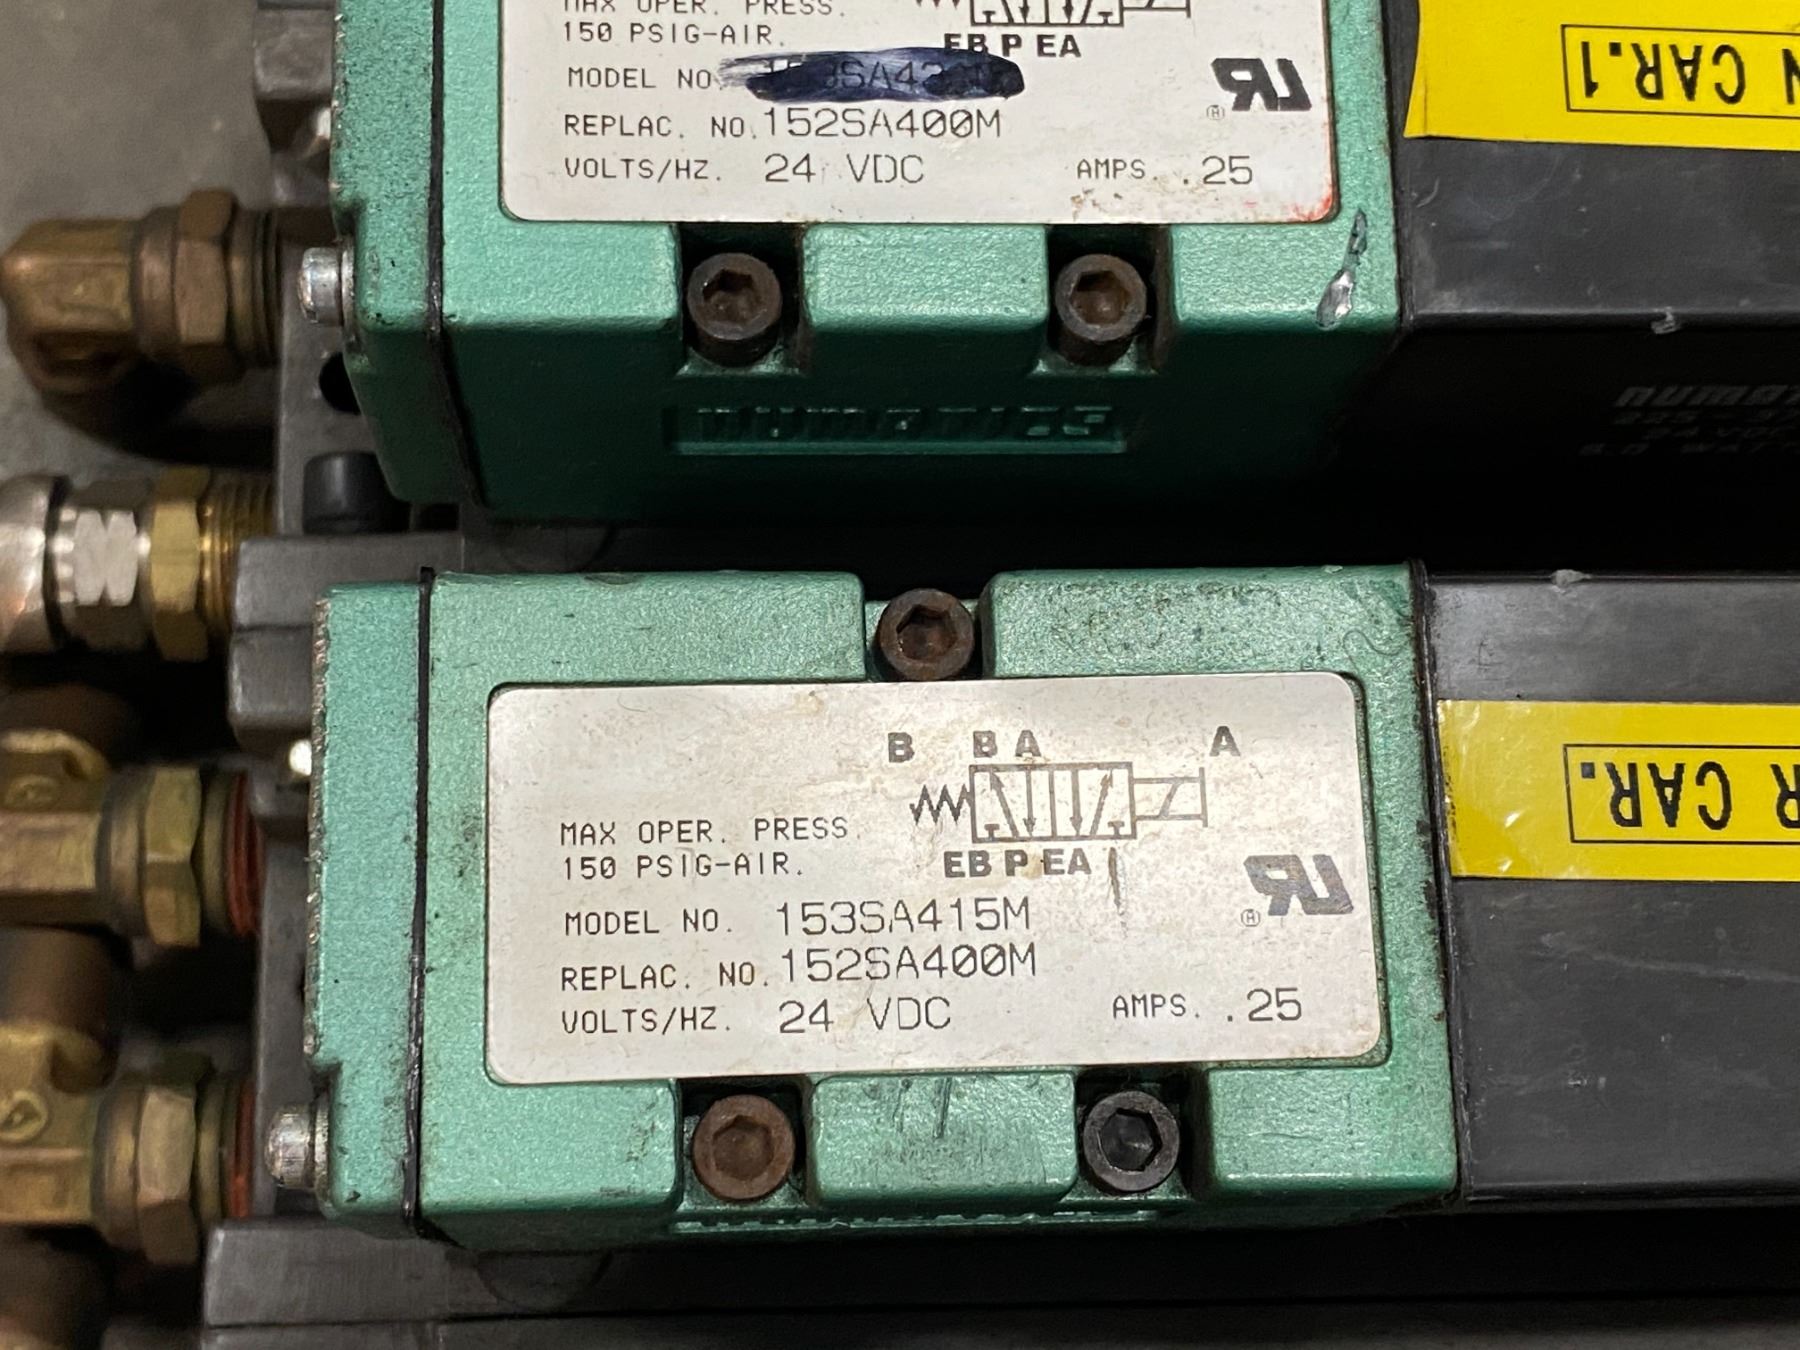 MAX OPER. PRESS.
150 PSIG-AIR.
EB P EA
MODEL NO.
REPLAC. NO. 152SA400M
VOLTS/HZ. 24 VDC AMPS. .25
CAR.1
numatics
B B A A
MAX OPER. PRESS.
150 PSIG-AIR.
EB P EA
MODEL NO. 153SA415M
REPLAC. NO. 152SA400M
VOLTS/HZ. 24 VDC AMPS. .25
R CAR.